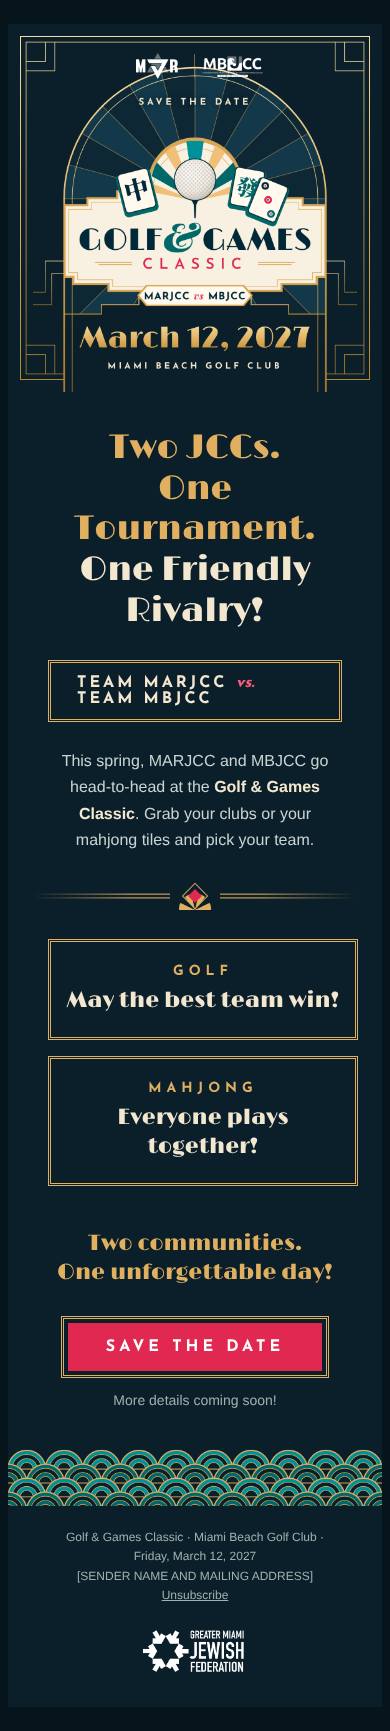 M R MBJCC
SAVE THE DATE
中 發
GOLF & GAMES
CLASSIC
MARJCC vs MBJCC
March 12, 2027
MIAMI BEACH GOLF CLUB
Two JCCs.
One
Tournament.
One Friendly
Rivalry!
TEAM MARJCC vs.
TEAM MBJCC
This spring, MARJCC and MBJCC go
head-to-head at the Golf & Games
Classic. Grab your clubs or your
mahjong tiles and pick your team.
GOLF
May the best team win!
MAHJONG
Everyone plays
together!
Two communities.
One unforgettable day!
SAVE THE DATE
More details coming soon!
Golf & Games Classic · Miami Beach Golf Club ·
Friday, March 12, 2027
[SENDER NAME AND MAILING ADDRESS]
Unsubscribe
GREATER MIAMI
JEWISH
FEDERATION